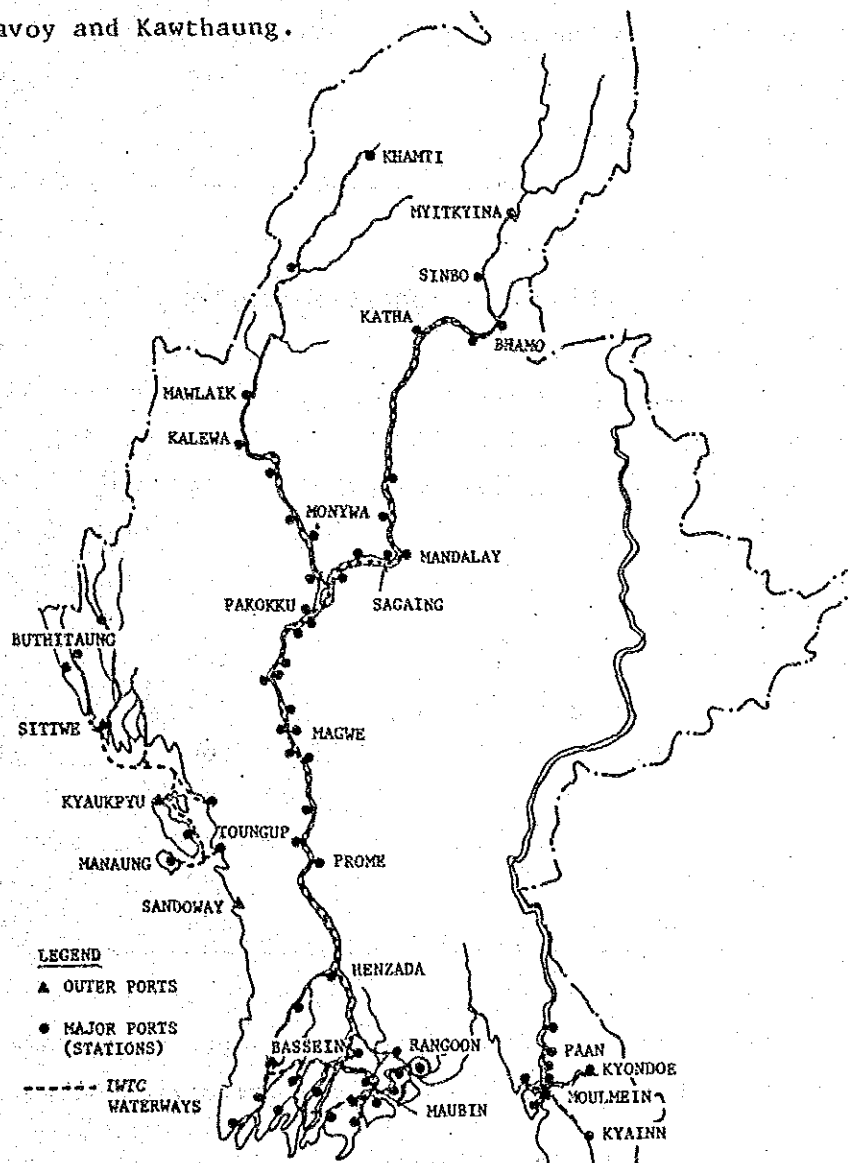 avoy and Kawthaung.
KHAMTI
MYITKYINA
SINBO
KATHA
BHAMO
MAWLAIK
KALEWA
MONYWA
MANDALAY
SAGAING
PAKOKKU
BUTHITAUNG
SITTWE
MAGWE
KYAUKPYU
TOUNGUP
MANAUNG
PROME
SANDOWAY
LEGEND
▲ OUTER PORTS
● MAJOR PORTS
(STATIONS)
IWTC
WATERWAYS
HENZADA
BASSEIN
RANGOON
MAUBIN
PAAN
KYONDOE
MOULMEIN
KYAINN